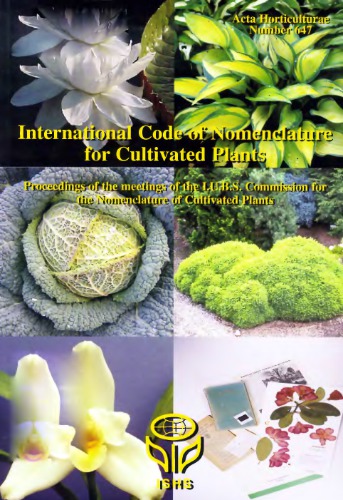 Acta Horticulturae
Number 647
International Code of Nomenclature
for Cultivated Plants
Proceedings of the meetings of the I.U.B.S. Commission for
the Nomenclature of Cultivated Plants
ISHS